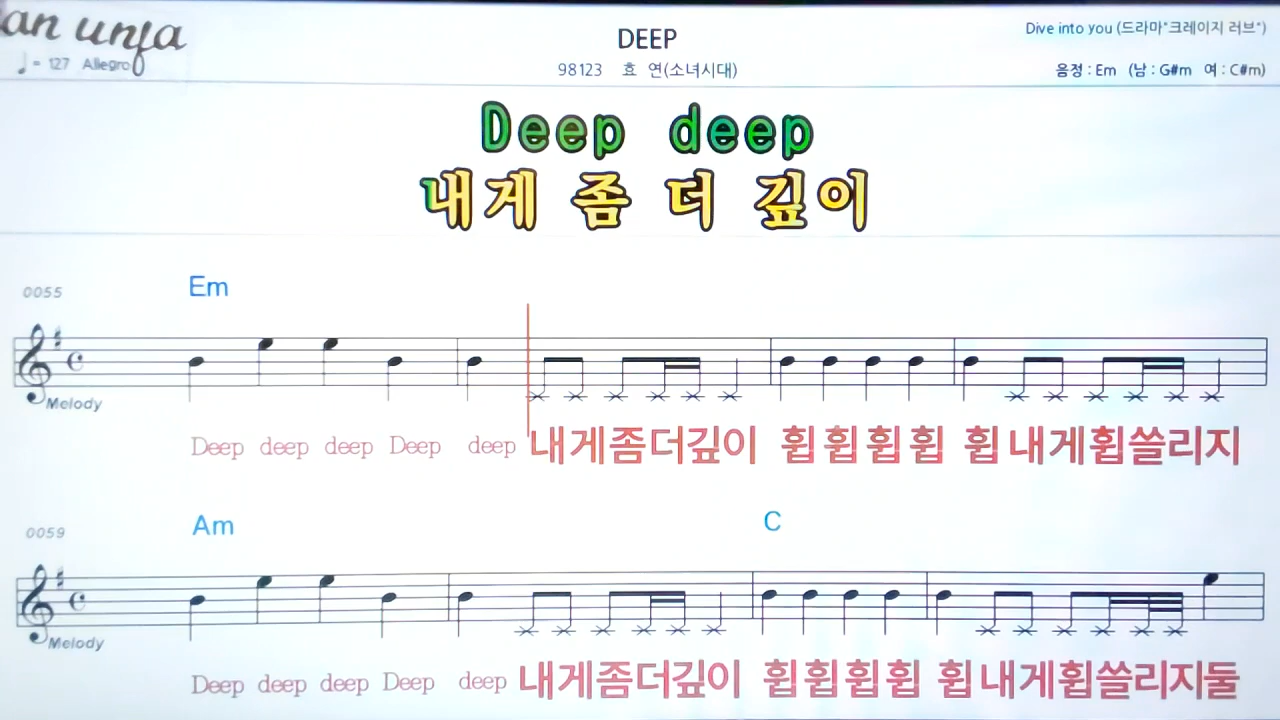 an unfa
DEEP
Dive into you (드라마"크레이지 러브")
♩= 127 Allegro
98123 효 연(소녀시대)
음정 : Em (남 : G#m 여 : C#m)
Deep deep
내게 좀 더 깊이
0055 Em
Melody
Deep deep deep Deep deep 내게좀더깊이 휩휩휩휩 휩내게휩쓸리지
0059 Am C
Melody
Deep deep deep Deep deep 내게좀더깊이 휩휩휩휩 휩내게휩쓸리지둘